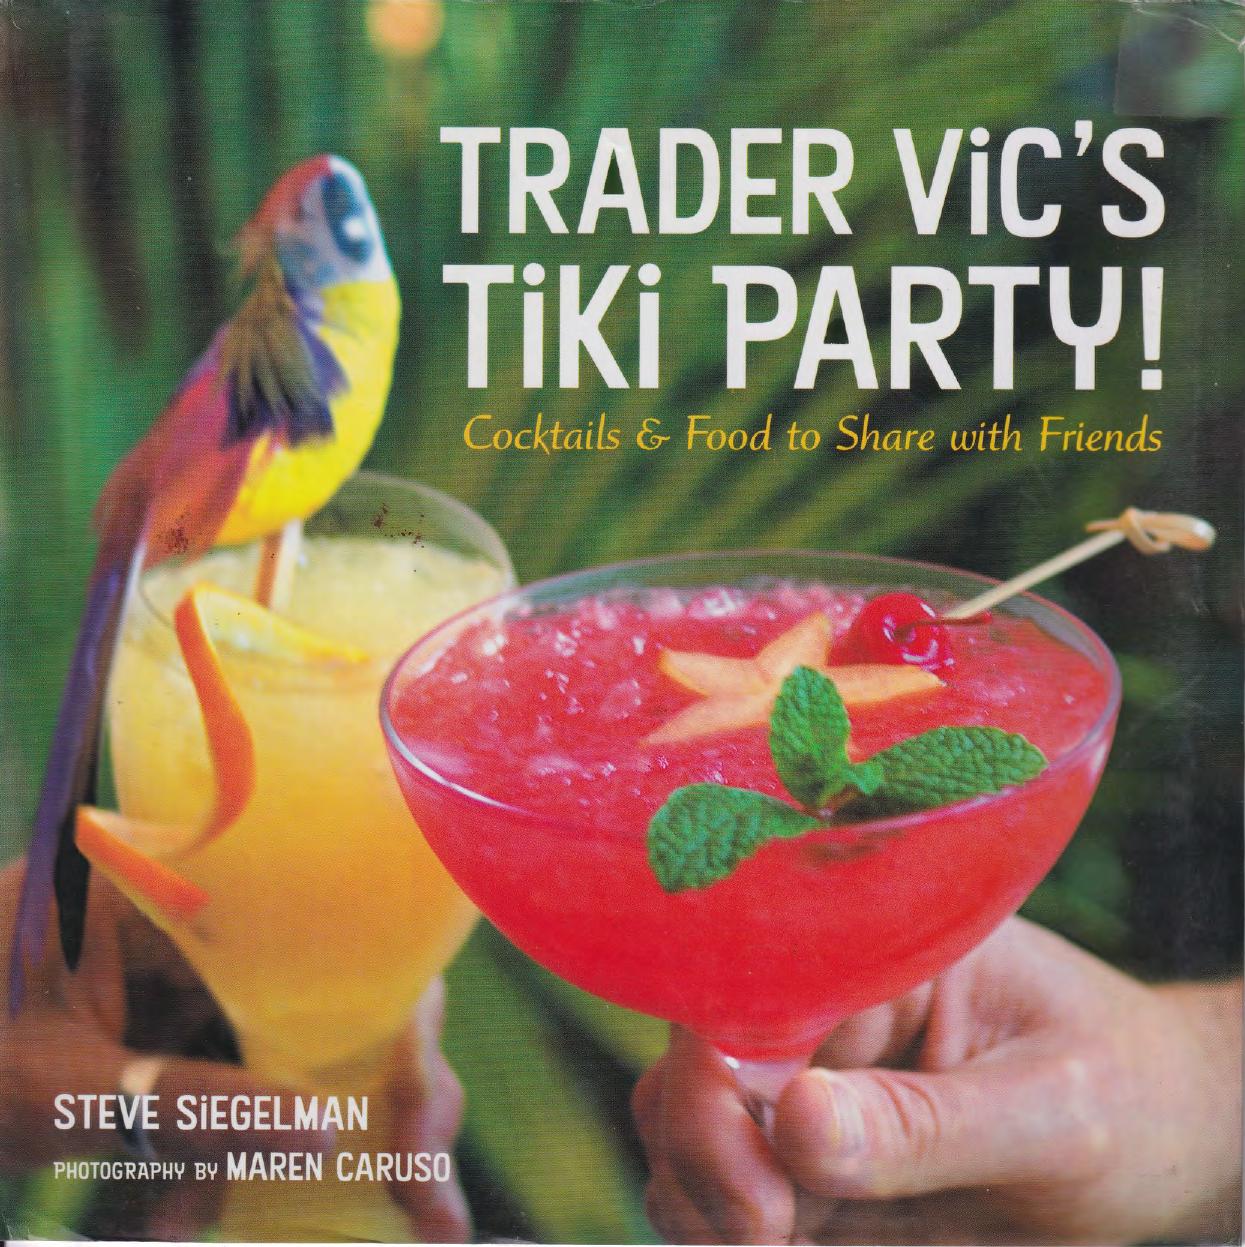 TRADER ViC'S
TiKi PARTY!
Cocktails & Food to Share with Friends
STEVE SiEGELMAN
PHOTOGRAPHY BY MAREN CARUSO